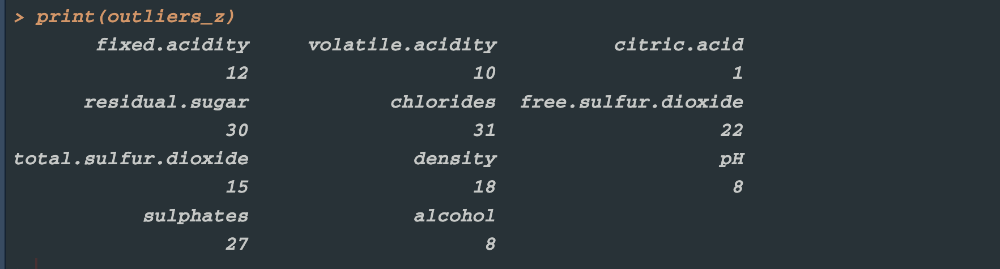 > print(outliers_z)
fixed.acidity volatile.acidity citric.acid
12 10 1
residual.sugar chlorides free.sulfur.dioxide
30 31 22
total.sulfur.dioxide density pH
15 18 8
sulphates alcohol
27 8